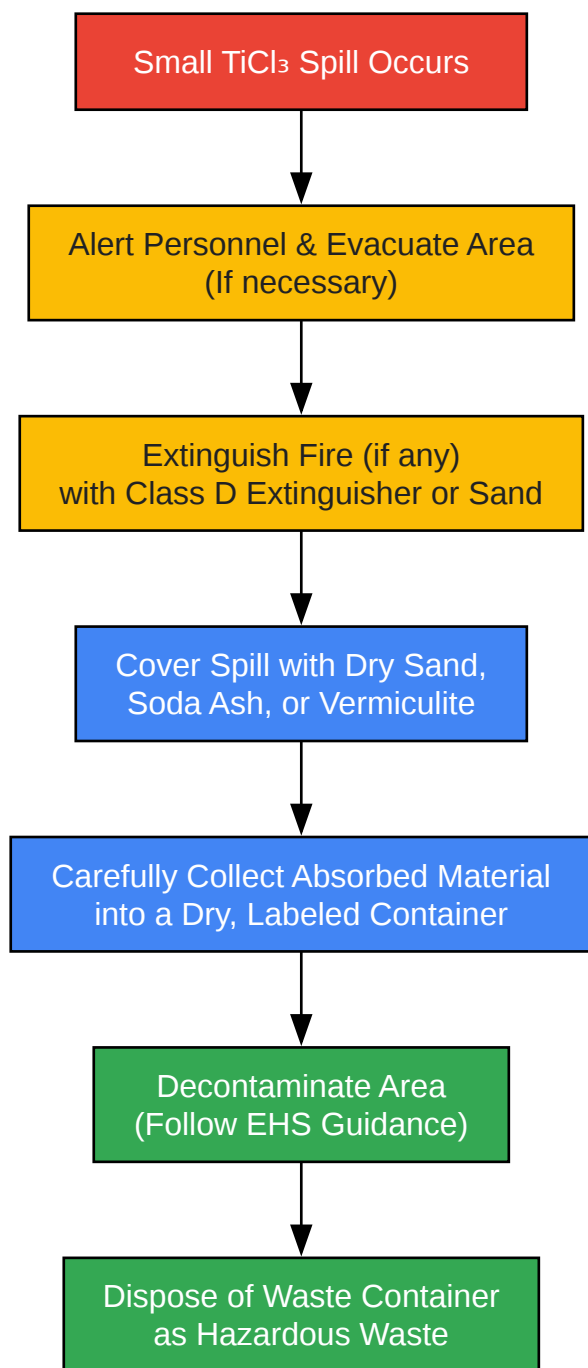 Small TiCl₃ Spill Occurs
Alert Personnel & Evacuate Area
(If necessary)
Extinguish Fire (if any)
with Class D Extinguisher or Sand
Cover Spill with Dry Sand,
Soda Ash, or Vermiculite
Carefully Collect Absorbed Material
into a Dry, Labeled Container
Decontaminate Area
(Follow EHS Guidance)
Dispose of Waste Container
as Hazardous Waste